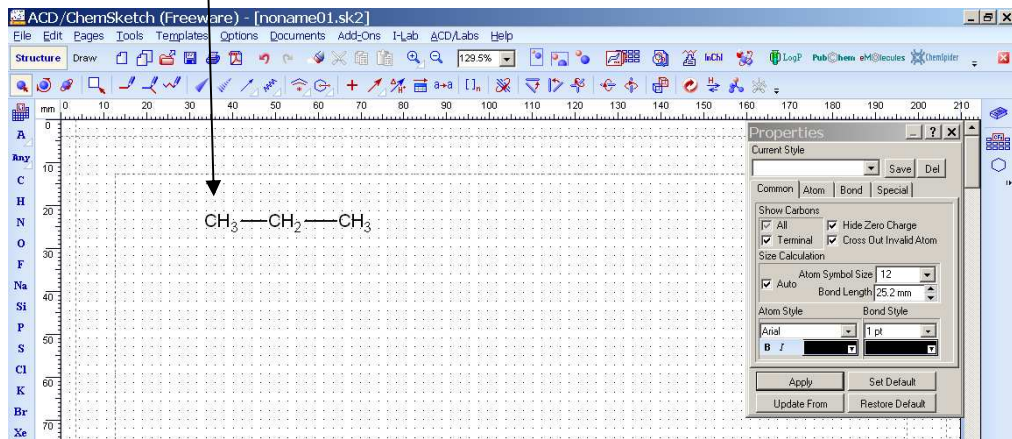 ACD/ChemSketch (Freeware) - [noname01.sk2]
File Edit Pages Tools Templates Options Documents Add-Ons I-Lab ACD/Labs Help
Structure Draw 129.5% InChI LogP PubChem eMolecules ChemSpider
a→a []n H
mm 0 10 20 30 40 50 60 70 80 90 100 110 120 130 140 150 160 170 180 190 200 210
0
10
20
30
40
50
60
70
A
Any
C
H
N
O
F
Na
Si
P
S
Cl
K
Br
Xe
CH3—CH2—CH3
Properties
Current Style
Save Del
Common Atom Bond Special
Show Carbons
All Hide Zero Charge
Terminal Cross Out Invalid Atom
Size Calculation
Auto Atom Symbol Size 12
Bond Length 25.2 mm
Atom Style Bond Style
Arial 1 pt
B I
Apply Set Default
Update From Restore Default